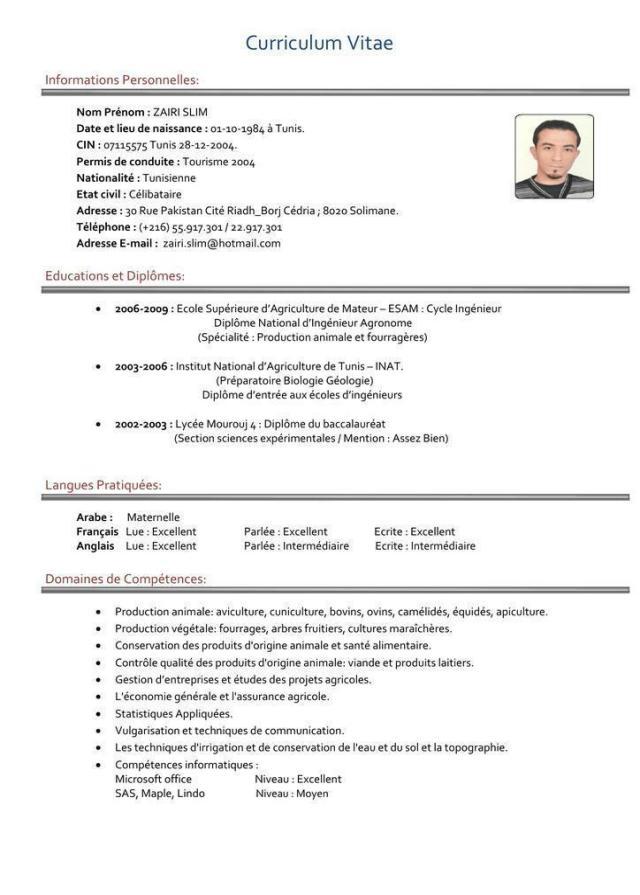 Curriculum Vitae
Informations Personnelles:
Nom Prénom : ZAIRI SLIM
Date et lieu de naissance : 01-10-1984 à Tunis.
CIN : 07115575 Tunis 28-12-2004.
Permis de conduite : Tourisme 2004
Nationalité : Tunisienne
Etat civil : Célibataire
Adresse : 30 Rue Pakistan Cité Riadh_Borj Cédria ; 8020 Solimane.
Téléphone : (+216) 55.917.301 / 22.917.301
Adresse E-mail : zairi.slim@hotmail.com
Educations et Diplômes:
• 2006-2009 : Ecole Supérieure d'Agriculture de Mateur – ESAM : Cycle Ingénieur
Diplôme National d'Ingénieur Agronome
(Spécialité : Production animale et fourragères)
• 2003-2006 : Institut National d'Agriculture de Tunis – INAT.
(Préparatoire Biologie Géologie)
Diplôme d'entrée aux écoles d'ingénieurs
• 2002-2003 : Lycée Mourouj 4 : Diplôme du baccalauréat
(Section sciences expérimentales / Mention : Assez Bien)
Langues Pratiquées:
Arabe : Maternelle
Français Lue : Excellent Parlée : Excellent Ecrite : Excellent
Anglais Lue : Excellent Parlée : Intermédiaire Ecrite : Intermédiaire
Domaines de Compétences:
• Production animale: aviculture, cuniculture, bovins, ovins, camélidés, équidés, apiculture.
• Production végétale: fourrages, arbres fruitiers, cultures maraîchères.
• Conservation des produits d'origine animale et santé alimentaire.
• Contrôle qualité des produits d'origine animale: viande et produits laitiers.
• Gestion d'entreprises et études des projets agricoles.
• L'économie générale et l'assurance agricole.
• Statistiques Appliquées.
• Vulgarisation et techniques de communication.
• Les techniques d'irrigation et de conservation de l'eau et du sol et la topographie.
• Compétences informatiques :
Microsoft office Niveau : Excellent
SAS, Maple, Lindo Niveau : Moyen